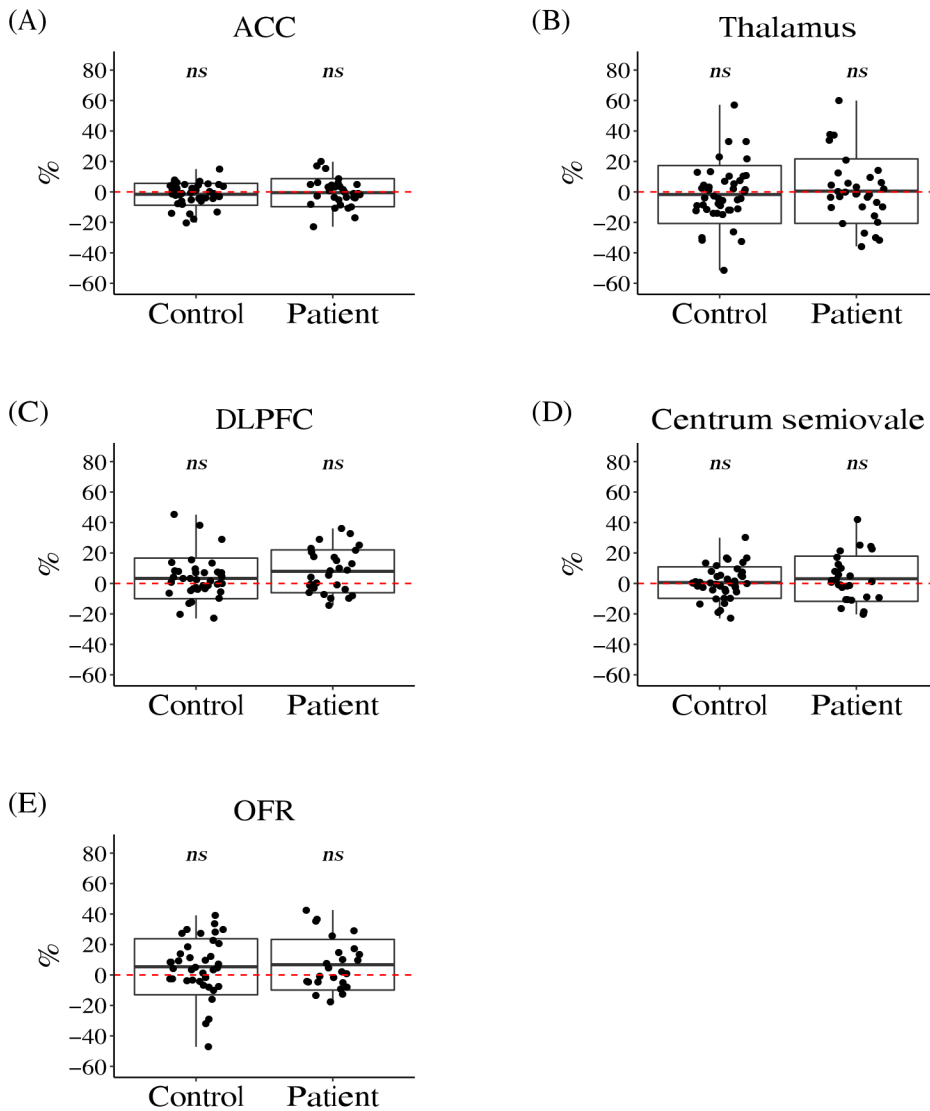 (A)
ACC
ns ns
80
60
40
20
0
−20
−40
−60
%
Control Patient
(B)
Thalamus
ns ns
80
60
40
20
0
−20
−40
−60
%
Control Patient
(C)
DLPFC
ns ns
80
60
40
20
0
−20
−40
−60
%
Control Patient
(D)
Centrum semiovale
ns ns
80
60
40
20
0
−20
−40
−60
%
Control Patient
(E)
OFR
ns ns
80
60
40
20
0
−20
−40
−60
%
Control Patient